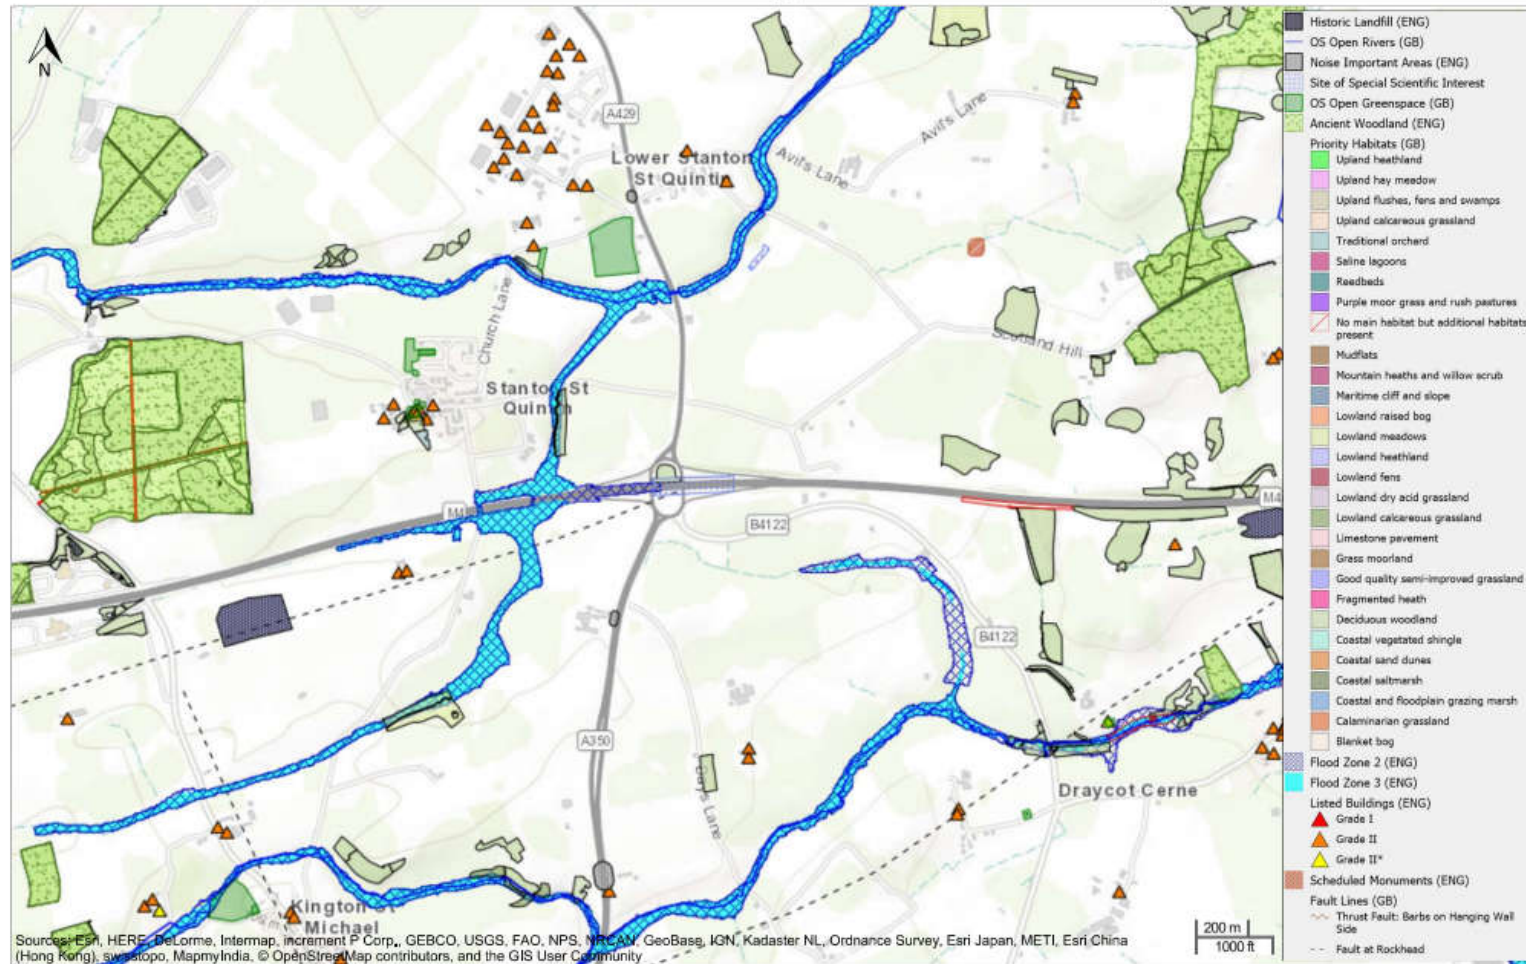 N
A429
Lower Stanton
St Quintin
Avil's Lane
Avil's Lane
Church Lane
Stanton St
Quintin
B4122
B4122
A350
Days Lane
Draycot Cerne
Kington St
Michael
200 m
1000 ft
Sources: Esri, HERE, DeLorme, Intermap, increment P Corp., GEBCO, USGS, FAO, NPS, NRCAN, GeoBase, IGN, Kadaster NL, Ordnance Survey, Esri Japan, METI, Esri China
(Hong Kong), swisstopo, MapmyIndia, © OpenStreetMap contributors, and the GIS User Community
Historic Landfill (ENG)
OS Open Rivers (GB)
Noise Important Areas (ENG)
Site of Special Scientific Interest
OS Open Greenspace (GB)
Ancient Woodland (ENG)
Priority Habitats (GB)
Upland heathland
Upland hay meadow
Upland flushes, fens and swamps
Upland calcareous grassland
Traditional orchard
Saline lagoons
Reedbeds
Purple moor grass and rush pastures
No main habitat but additional habitats
present
Mudflats
Mountain heaths and willow scrub
Maritime cliff and slope
Lowland raised bog
Lowland meadows
Lowland heathland
Lowland fens
Lowland dry acid grassland
Lowland calcareous grassland
Limestone pavement
Grass moorland
Good quality semi-improved grassland
Fragmented heath
Deciduous woodland
Coastal vegetated shingle
Coastal sand dunes
Coastal saltmarsh
Coastal and floodplain grazing marsh
Calaminarian grassland
Blanket bog
Flood Zone 2 (ENG)
Flood Zone 3 (ENG)
Listed Buildings (ENG)
Grade I
Grade II
Grade II*
Scheduled Monuments (ENG)
Fault Lines (GB)
Thrust Fault: Barbs on Hanging Wall
Side
Fault at Rockhead